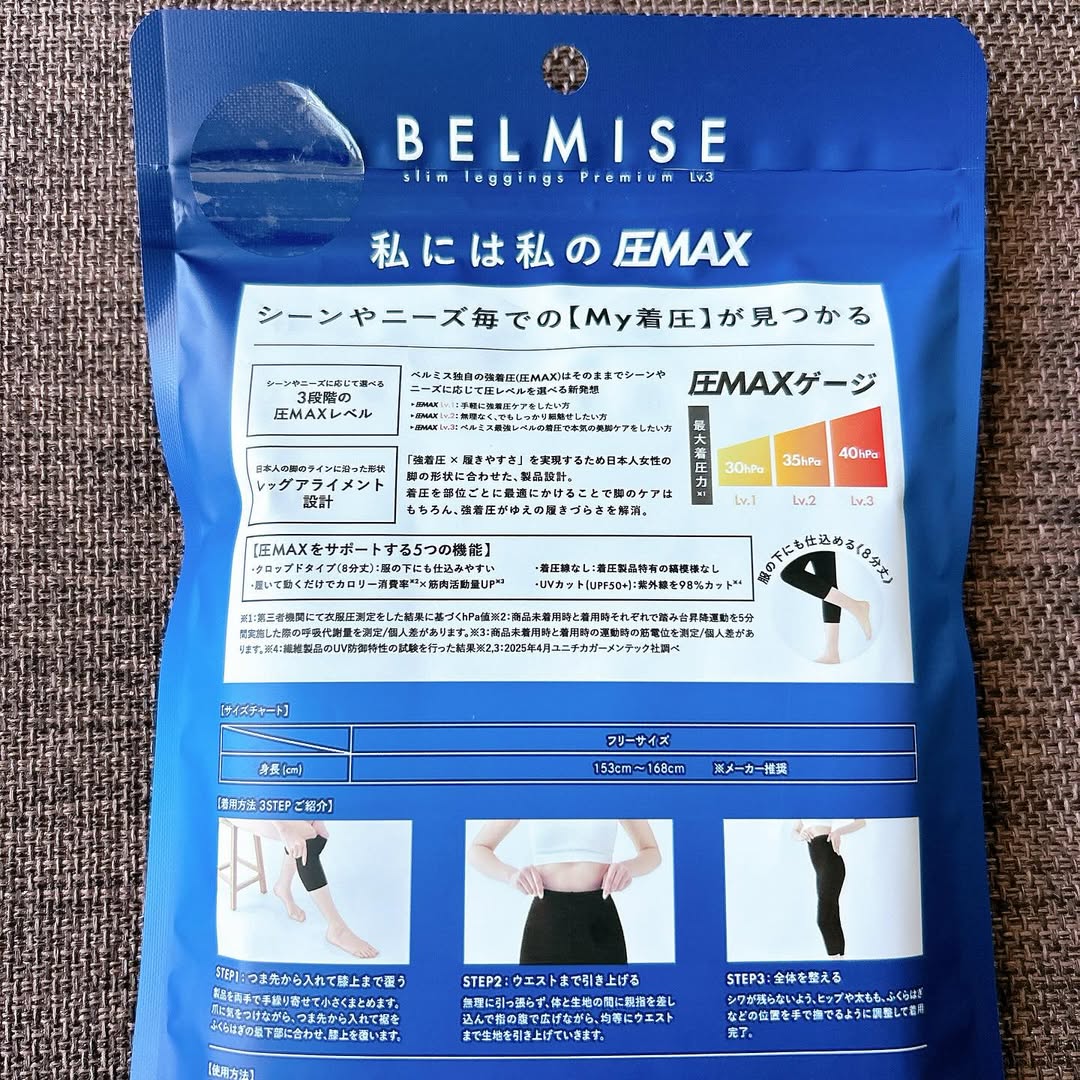 BELMISE
slim leggings Premium Lv.3
私には私の 圧MAX
シーンやニーズ毎での【My着圧】が見つかる
シーンやニーズに応じて選べる
3段階の
圧MAXレベル
ベルミス独自の強着圧(圧MAX)はそのままでシーンや
ニーズに応じて圧レベルを選べる新発想
▶圧MAX Lv.1：手軽に強着圧ケアをしたい方
▶圧MAX Lv.2：無理なく、でもしっかり細魅せしたい方
▶圧MAX Lv.3：ベルミス最強レベルの着圧で本気の美脚ケアをしたい方
圧MAXゲージ
最大着圧力※1
30hPa
35hPa
40hPa
Lv.1
Lv.2
Lv.3
日本人の脚のラインに沿った形状
レッグアライメント
設計
「強着圧 × 履きやすさ」を実現するため日本人女性の
脚の形状に合わせた、製品設計。
着圧を部位ごとに最適にかけることで脚のケアは
もちろん、強着圧がゆえの履きづらさを解消。
【圧MAXをサポートする5つの機能】
・クロップドタイプ(8分丈)：服の下にも仕込みやすい
・着圧線なし：着圧製品特有の縞模様なし
・履いて動くだけでカロリー消費率※2×筋肉活動量UP※3
・UVカット(UPF50+)：紫外線を98%カット※4
服の下にも仕込める(8分丈)
※1：第三者機関にて衣服圧測定をした結果に基づくhPa値※2：商品未着用時と着用時それぞれで踏み台昇降運動を5分
間実施した際の呼吸代謝量を測定/個人差があります。※3：商品未着用時と着用時の運動時の筋電位を測定/個人差があ
ります。※4：繊維製品のUV防御特性の試験を行った結果※2,3：2025年4月ユニチカガーメンテック社調べ
【サイズチャート】
フリーサイズ
身長(cm)
153cm〜168cm ※メーカー推奨
【着用方法 3STEP ご紹介】
STEP1：つま先から入れて膝上まで覆う
製品を両手で手繰り寄せて小さくまとめます。
爪に気をつけながら、つま先から入れて裾を
ふくらはぎの最下部に合わせ、膝上を覆います。
STEP2：ウエストまで引き上げる
無理に引っ張らず、体と生地の間に親指を差し
込んで指の腹で広げながら、均等にウエスト
まで生地を引き上げていきます。
STEP3：全体を整える
シワが残らないよう、ヒップや太もも、ふくらはぎ
などの位置を手で撫でるように調整して着用
完了。
【使用方法】